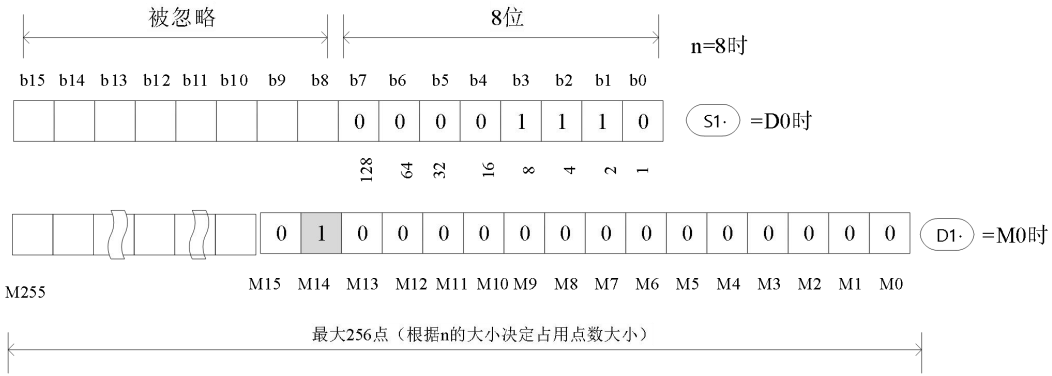 被忽略 8位
n=8时
b15 b14 b13 b12 b11 b10 b9 b8 b7 b6 b5 b4 b3 b2 b1 b0
0 0 0 0 1 1 1 0 S1· =D0时
128 64 32 16 8 4 2 1
0 1 0 0 0 0 0 0 0 0 0 0 0 0 0 0 D1· =M0时
M255 M15 M14 M13 M12 M11 M10 M9 M8 M7 M6 M5 M4 M3 M2 M1 M0
最大256点（根据n的大小决定占用点数大小）